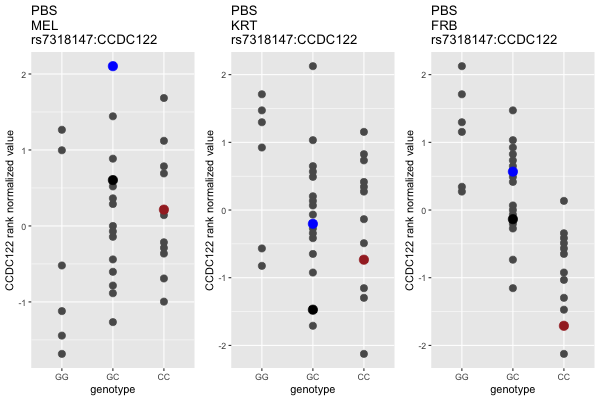 PBS
MEL
rs7318147:CCDC122
CCDC122 rank normalized value
2
1
0
-1
GG
GC
CC
genotype
PBS
KRT
rs7318147:CCDC122
CCDC122 rank normalized value
2
1
0
-1
-2
GG
GC
CC
genotype
PBS
FRB
rs7318147:CCDC122
CCDC122 rank normalized value
2
1
0
-1
-2
GG
GC
CC
genotype